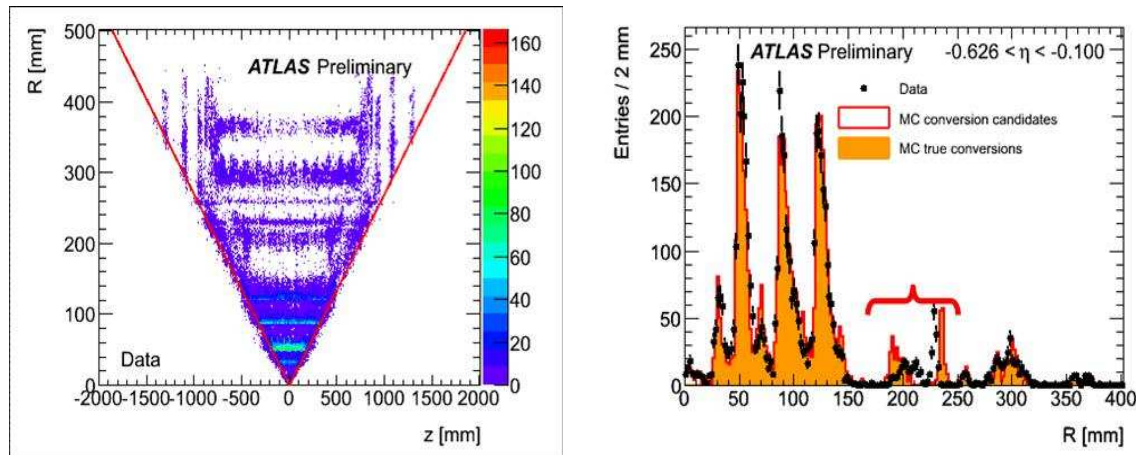 R [mm]
500
400
300
200
100
0
ATLAS Preliminary
Data
-2000-1500-1000 -500 0 500 1000 1500 2000
z [mm]
160
140
120
100
80
60
40
20
0
Entries / 2 mm
250
200
150
100
50
0
ATLAS Preliminary -0.626 < η < -0.100
Data
MC conversion candidates
MC true conversions
0 50 100 150 200 250 300 350 400
R [mm]